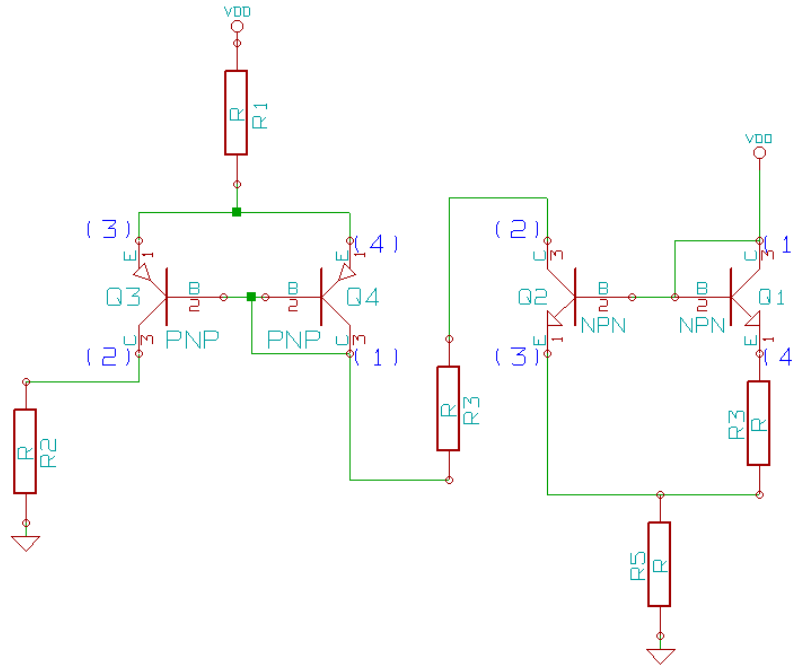 VDD
R
R1
VDD
(3)
(4)
(2)
(1
E
1
E
1
C
3
C
3
Q3
B
2
B
2
Q4
Q2
B
2
B
2
Q1
PNP
PNP
NPN
NPN
C
3
C
3
E
1
E
1
(2)
(1)
(3)
(4
R
R3
R3
R
R
R2
R5
R